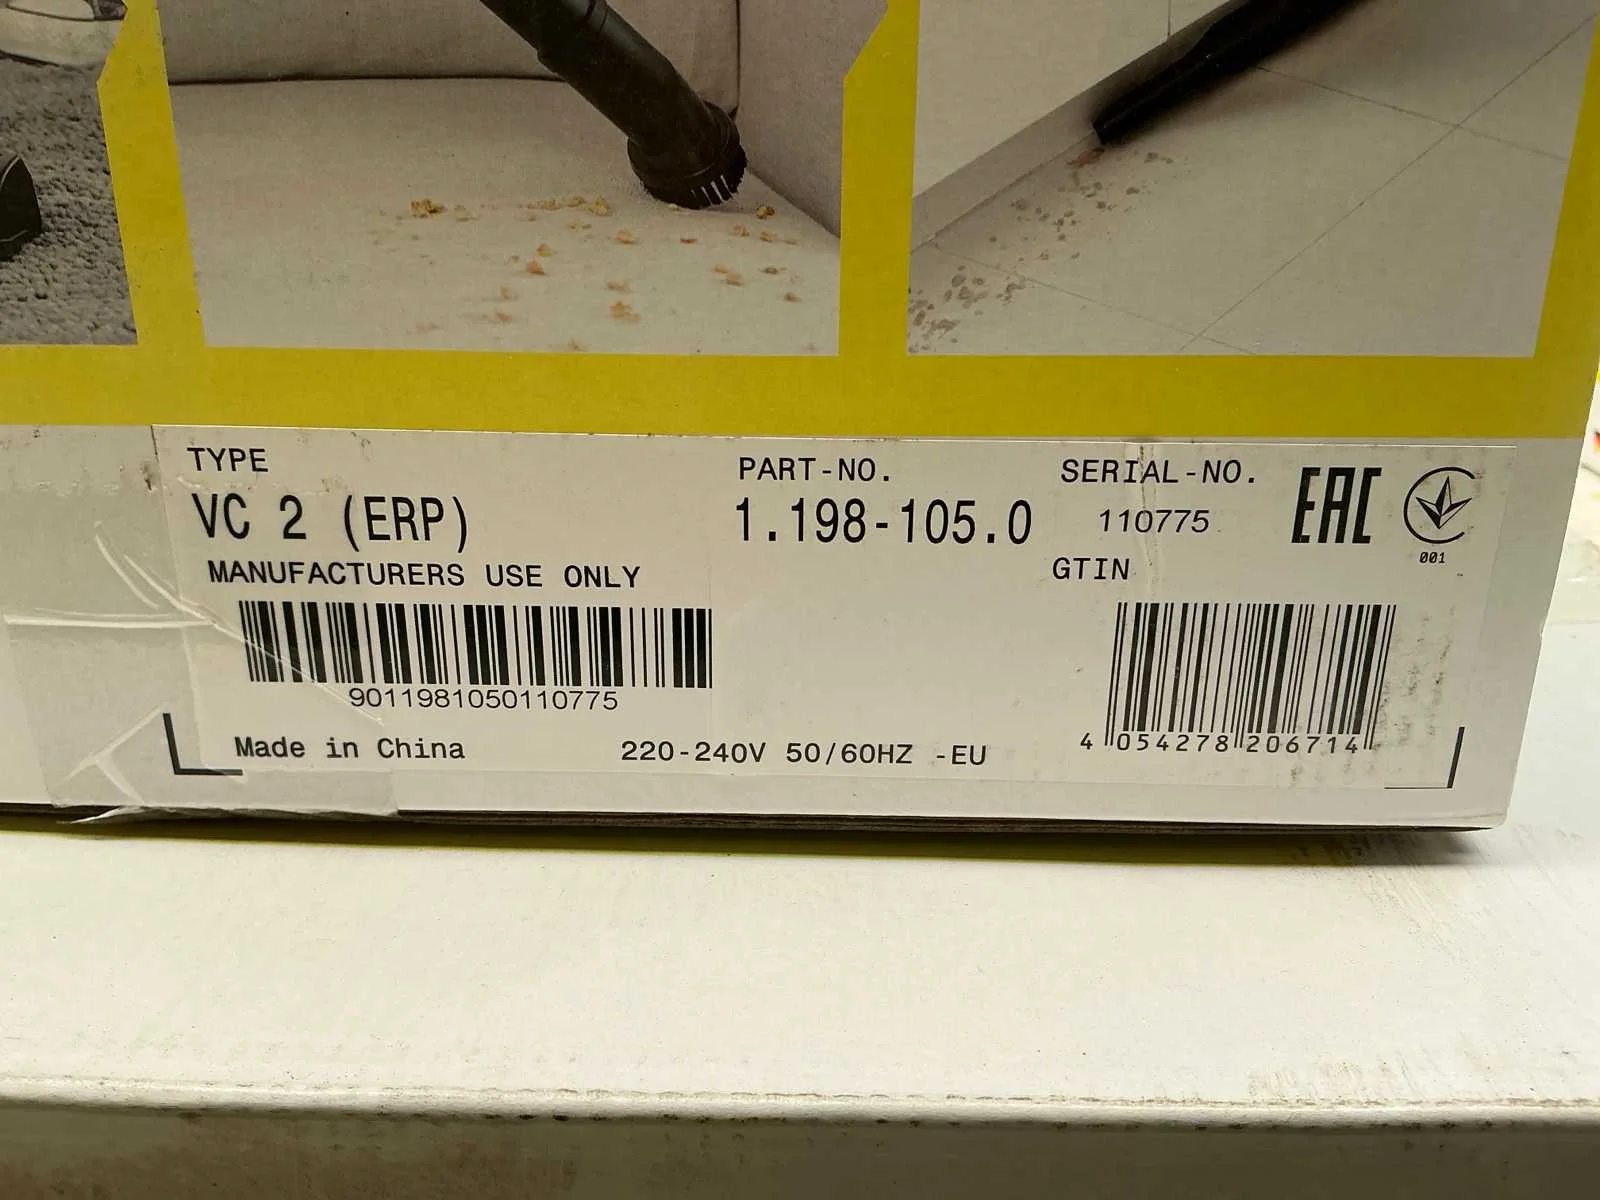 TYPE
VC 2 (ERP)
MANUFACTURERS USE ONLY
9011981050110775
Made in China
220-240V 50/60HZ -EU
PART-NO.
1.198-105.0
SERIAL-NO.
110775
GTIN
4 054278 206714
EAC
001